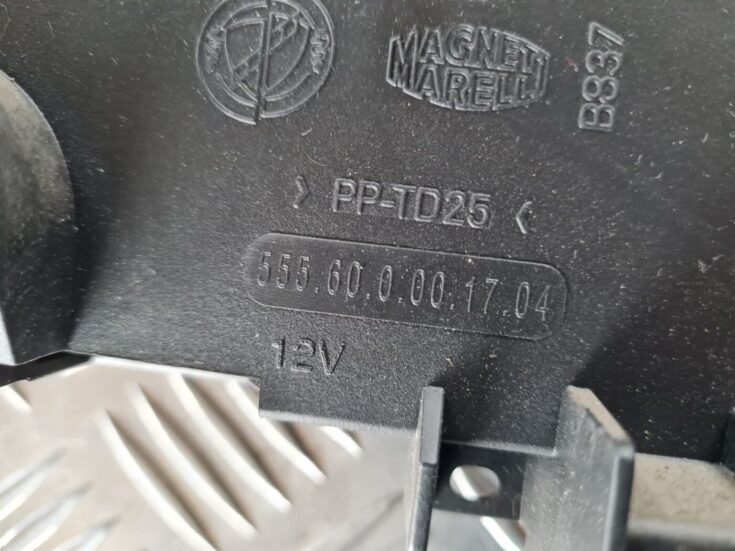 MAGNETI
MARELLI
B837
> PP-TD25 <
555.60.0.00.17.04
12V